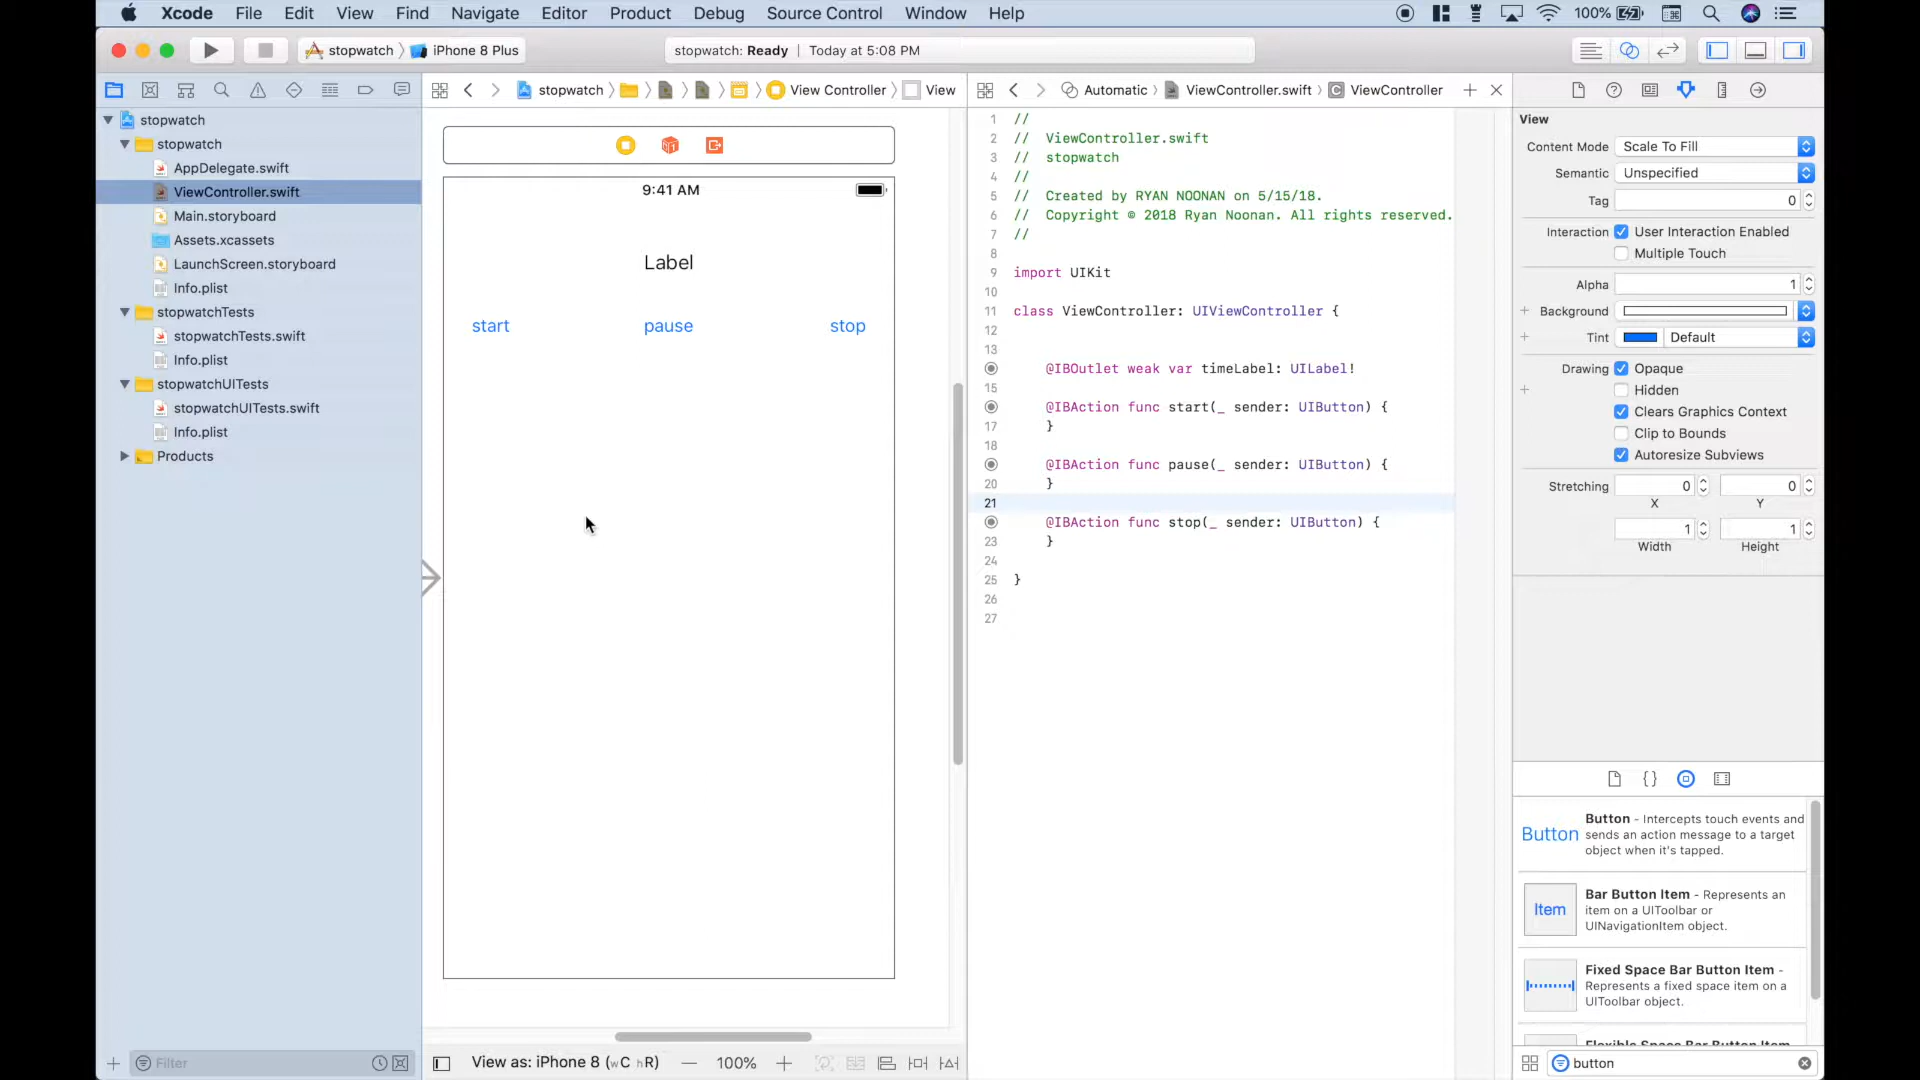 Xcode File Edit View Find Navigate Editor Product Debug Source Control Window Help 100%
stopwatch iPhone 8 Plus stopwatch: Ready | Today at 5:08 PM
stopwatch View Controller View
Automatic ViewController.swift C ViewController
stopwatch
stopwatch
AppDelegate.swift
ViewController.swift
Main.storyboard
Assets.xcassets
LaunchScreen.storyboard
Info.plist
stopwatchTests
stopwatchTests.swift
Info.plist
stopwatchUITests
stopwatchUITests.swift
Info.plist
Products
Filter
9:41 AM
Label
start pause stop
View as: iPhone 8 (wC hR) 100%
1 //
2 // ViewController.swift
3 // stopwatch
4 //
5 // Created by RYAN NOONAN on 5/15/18.
6 // Copyright © 2018 Ryan Noonan. All rights reserved.
7 //
8
9 import UIKit
10
11 class ViewController: UIViewController {
12
13
@IBOutlet weak var timeLabel: UILabel!
15
@IBAction func start(_ sender: UIButton) {
17 }
18
@IBAction func pause(_ sender: UIButton) {
20 }
21
@IBAction func stop(_ sender: UIButton) {
23 }
24
25 }
26
27
View
Content Mode Scale To Fill
Semantic Unspecified
Tag 0
Interaction User Interaction Enabled
Multiple Touch
Alpha 1
Background
Tint Default
Drawing Opaque
Hidden
Clears Graphics Context
Clip to Bounds
Autoresize Subviews
Stretching 0 0
X Y
1 1
Width Height
Button Button - Intercepts touch events and
sends an action message to a target
object when it's tapped.
Item Bar Button Item - Represents an
item on a UIToolbar or
UINavigationItem object.
Fixed Space Bar Button Item -
Represents a fixed space item on a
UIToolbar object.
Flexible Space Bar Button Item
button